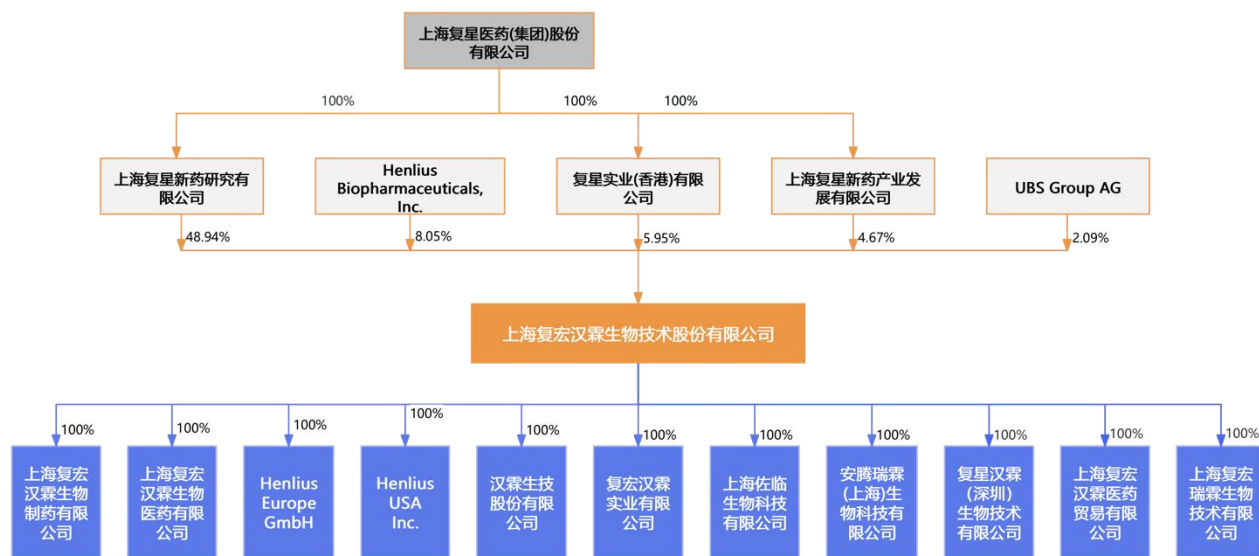 上海复星医药(集团)股份
有限公司
100%
100%
100%
上海复星新药研究有
限公司
Henlius
Biopharmaceuticals,
Inc.
复星实业(香港)有限
公司
上海复星新药产业发
展有限公司
UBS Group AG
48.94%
8.05%
5.95%
4.67%
2.09%
上海复宏汉霖生物技术股份有限公司
100%
100%
100%
100%
100%
100%
100%
100%
100%
100%
100%
上海复宏
汉霖生物
制药有限公司
上海复宏
汉霖生物
医药有限公司
Henlius
Europe
GmbH
Henlius
USA
Inc.
汉霖生技
股份有限
公司
复宏汉霖
实业有限
公司
上海佐临
生物科技
有限公司
安腾瑞霖
(上海)生
物科技有
限公司
复星汉霖
(深圳)
生物技术
有限公司
上海复宏
汉霖医药
贸易有限
公司
上海复宏
瑞霖生物
技术有限
公司